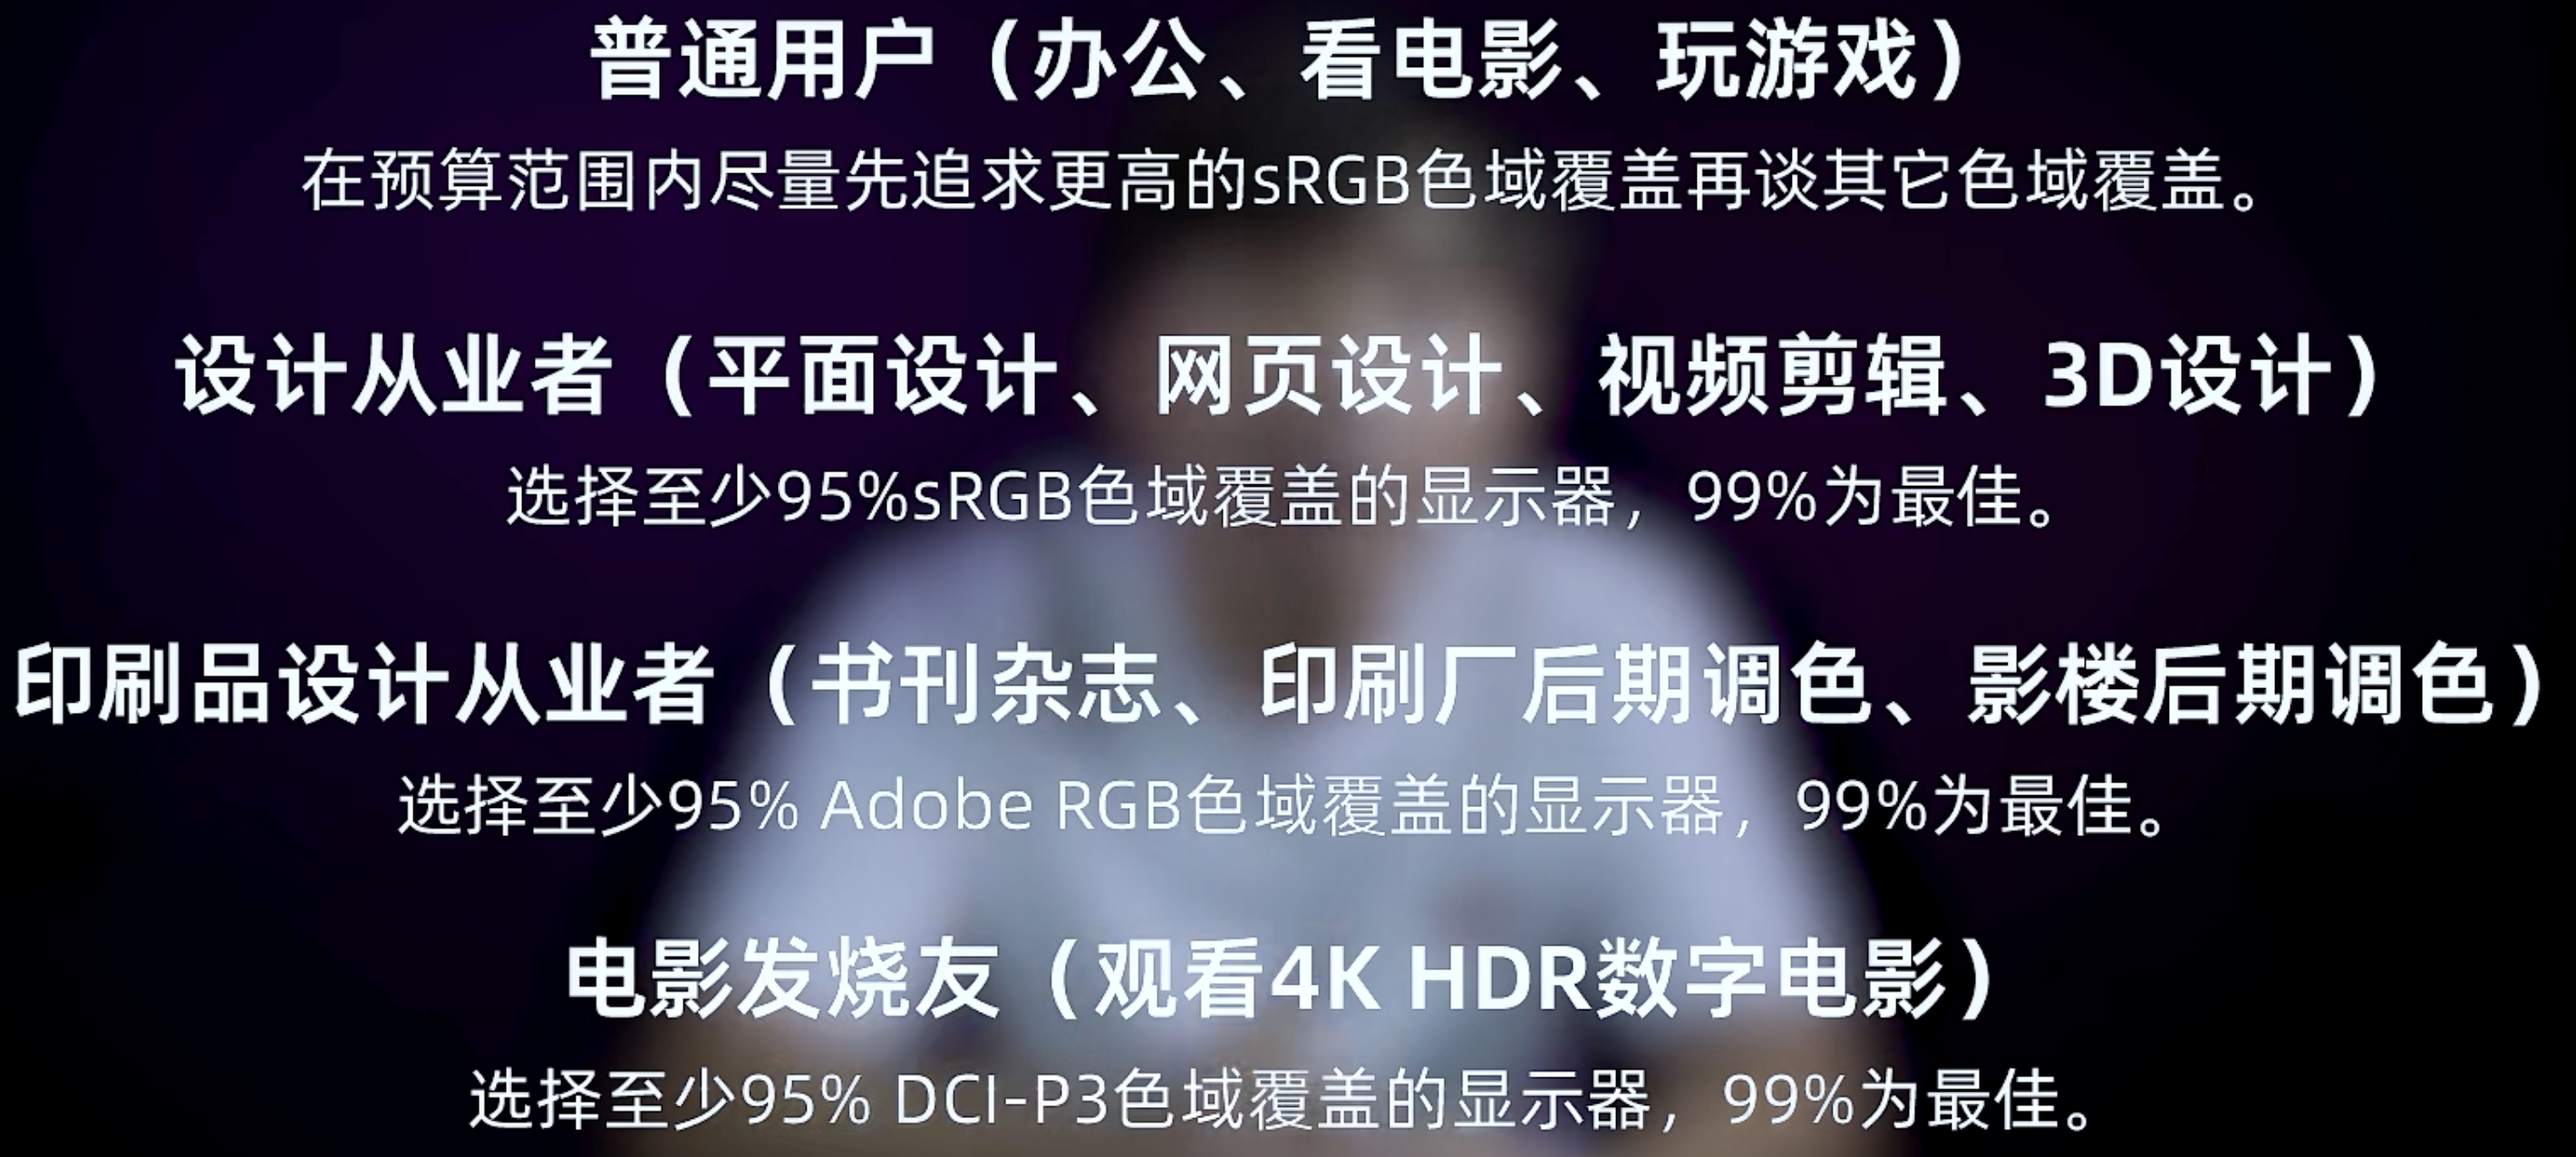 普通用户（办公、看电影、玩游戏）
在预算范围内尽量先追求更高的sRGB色域覆盖再谈其它色域覆盖。
设计从业者（平面设计、网页设计、视频剪辑、3D设计）
选择至少95%sRGB色域覆盖的显示器，99%为最佳。
印刷品设计从业者（书刊杂志、印刷厂后期调色、影楼后期调色）
选择至少95% Adobe RGB色域覆盖的显示器，99%为最佳。
电影发烧友（观看4K HDR数字电影）
选择至少95% DCI-P3色域覆盖的显示器，99%为最佳。